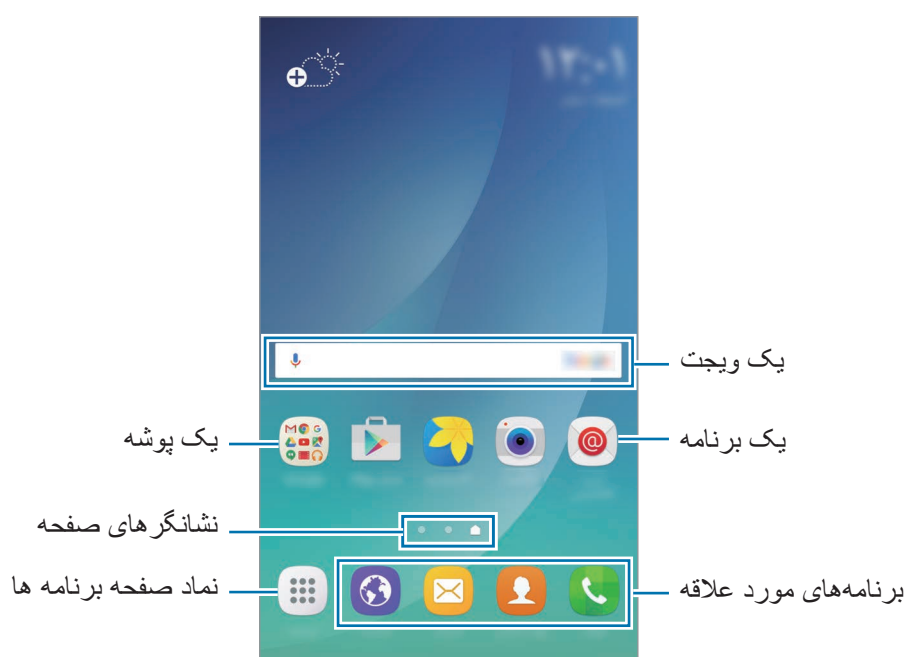 یک ویجت
یک برنامه
یک پوشه
نشانگرهای صفحه
برنامه‌های مورد علاقه
نماد صفحه برنامه ها